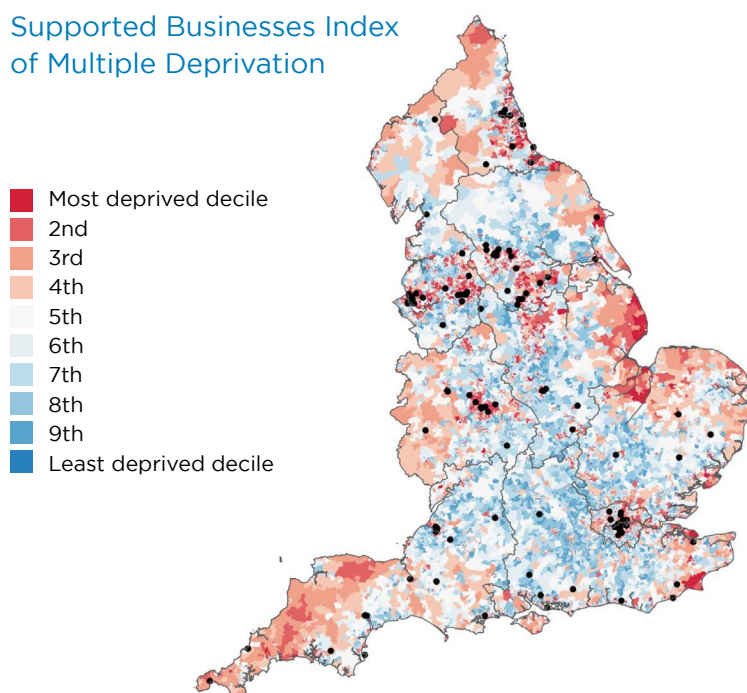 Supported Businesses Index
of Multiple Deprivation
Most deprived decile
2nd
3rd
4th
5th
6th
7th
8th
9th
Least deprived decile